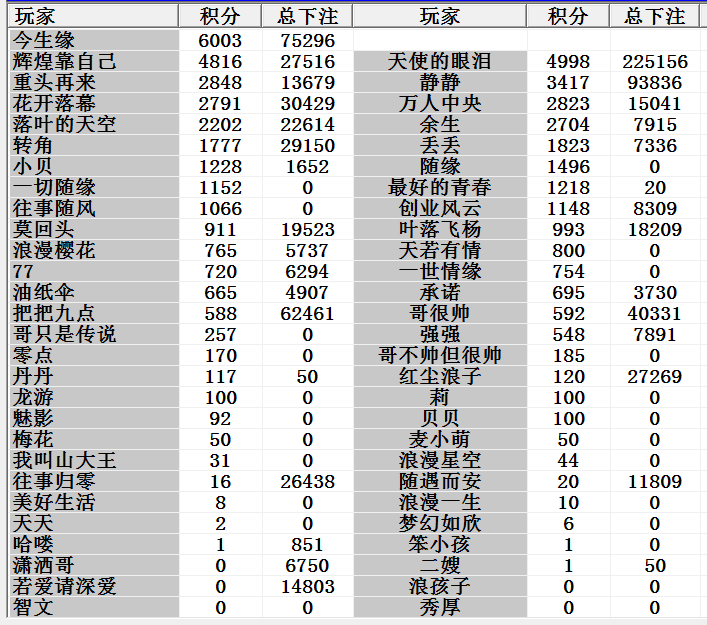 玩家 积分 总下注 玩家 积分 总下注
今生缘 6003 75296
辉煌靠自己 4816 27516 天使的眼泪 4998 225156
重头再来 2848 13679 静静 3417 93836
花开落幕 2791 30429 万人中央 2823 15041
落叶的天空 2202 22614 余生 2704 7915
转角 1777 29150 丢丢 1823 7336
小贝 1228 1652 随缘 1496 0
一切随缘 1152 0 最好的青春 1218 20
往事随风 1066 0 创业风云 1148 8309
莫回头 911 19523 叶落飞杨 993 18209
浪漫樱花 765 5737 天若有情 800 0
77 720 6294 一世情缘 754 0
油纸伞 665 4907 承诺 695 3730
把把九点 588 62461 哥很帅 592 40331
哥只是传说 257 0 强强 548 7891
零点 170 0 哥不帅但很帅 185 0
丹丹 117 50 红尘浪子 120 27269
龙游 100 0 莉 100 0
魅影 92 0 贝贝 100 0
梅花 50 0 麦小萌 50 0
我叫山大王 31 0 浪漫星空 44 0
往事归零 16 26438 随遇而安 20 11809
美好生活 8 0 浪漫一生 10 0
天天 2 0 梦幻如欣 6 0
哈喽 1 851 笨小孩 1 0
潇洒哥 0 6750 二嫂 1 50
若爱请深爱 0 14803 浪孩子 0 0
智文 0 0 秀厚 0 0